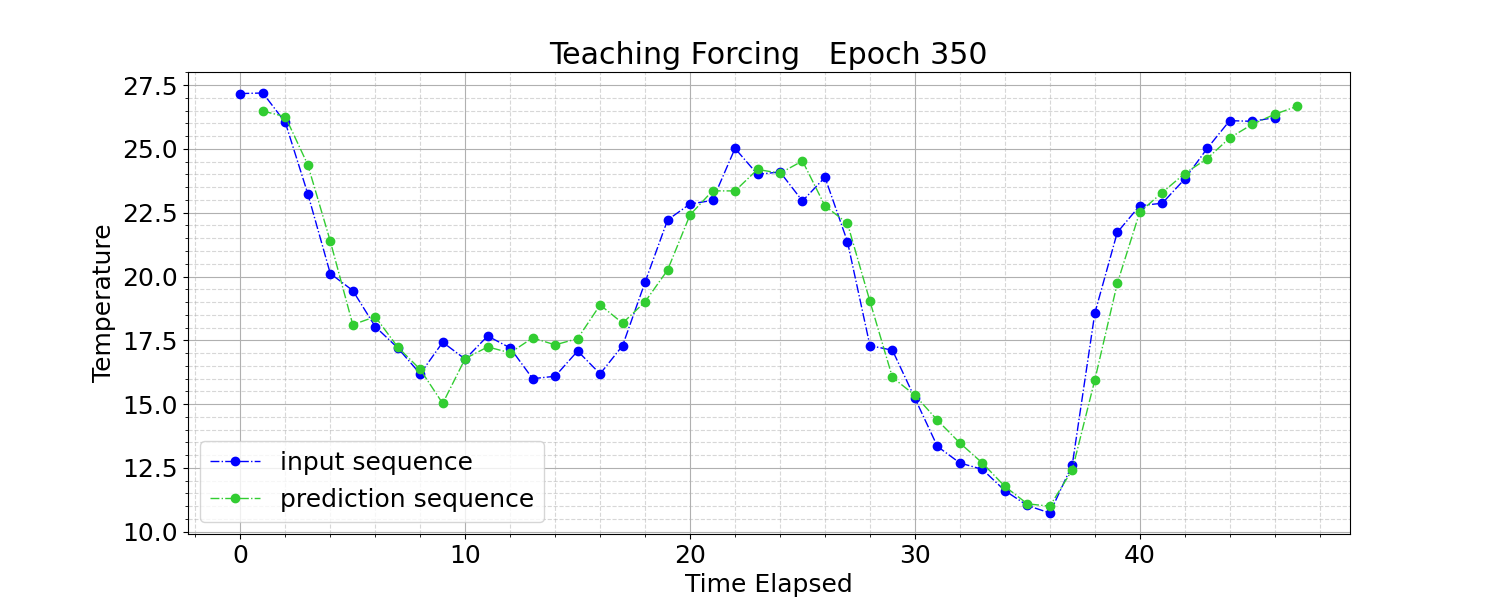 Teaching Forcing   Epoch 350
27.5
25.0
22.5
20.0
17.5
15.0
12.5
10.0
Temperature
input sequence
prediction sequence
0 10 20 30 40
Time Elapsed